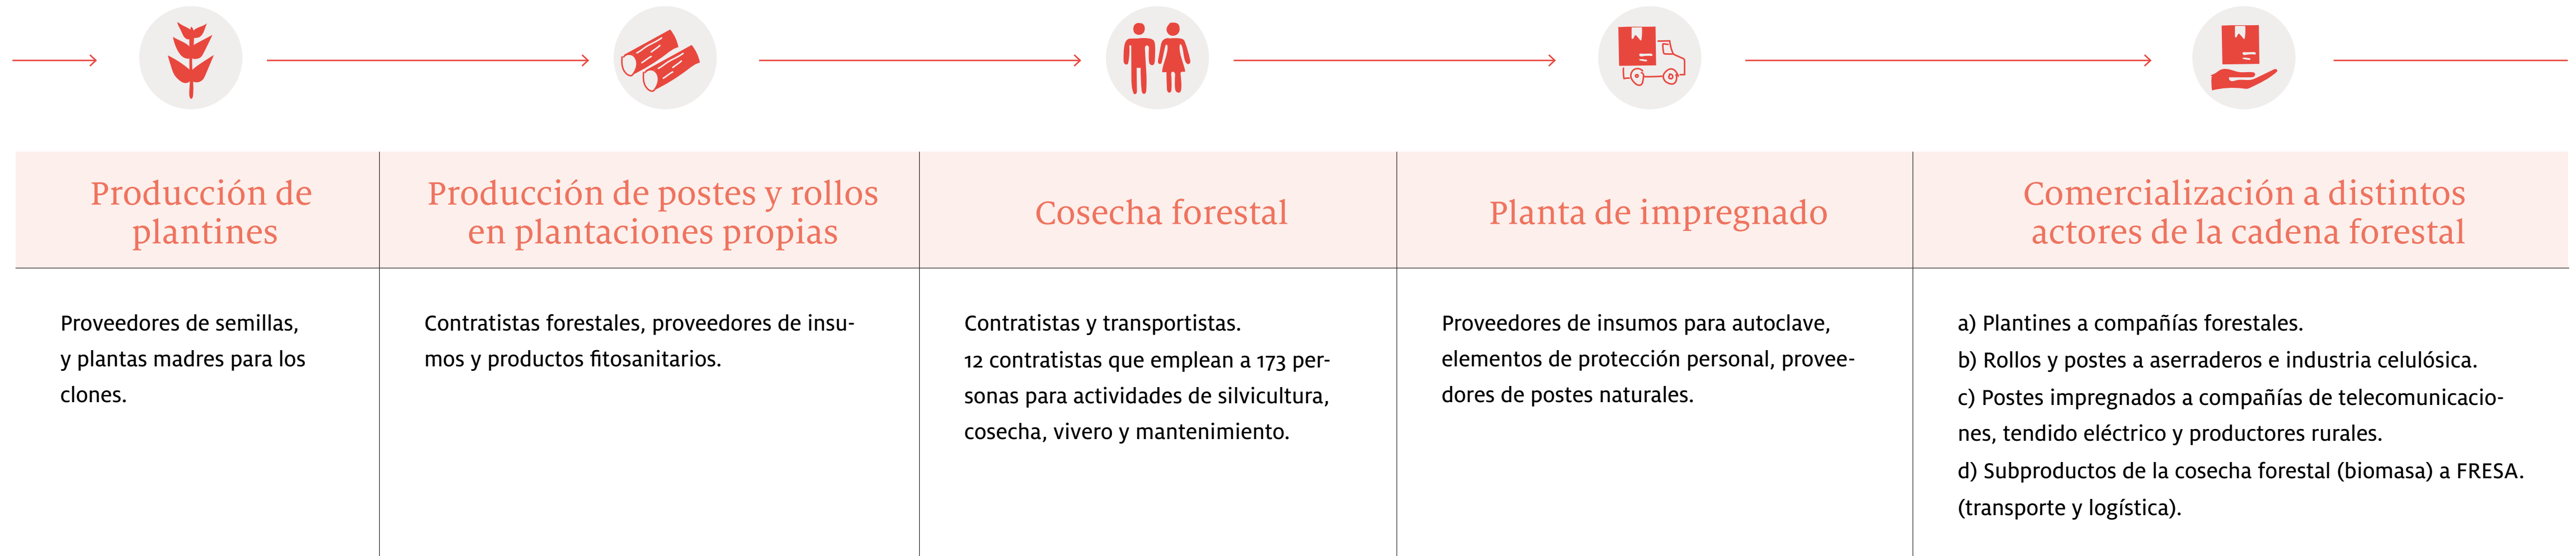 Producción de
plantines
Producción de postes y rollos
en plantaciones propias
Cosecha forestal
Planta de impregnado
Comercialización a distintos
actores de la cadena forestal
Proveedores de semillas,
y plantas madres para los
clones.
Contratistas forestales, proveedores de insu-
mos y productos fitosanitarios.
Contratistas y transportistas.
12 contratistas que emplean a 173 per-
sonas para actividades de silvicultura,
cosecha, vivero y mantenimiento.
Proveedores de insumos para autoclave,
elementos de protección personal, provee-
dores de postes naturales.
a) Plantines a compañías forestales.
b) Rollos y postes a aserraderos e industria celulósica.
c) Postes impregnados a compañías de telecomunicacio-
nes, tendido eléctrico y productores rurales.
d) Subproductos de la cosecha forestal (biomasa) a FRESA.
(transporte y logística).